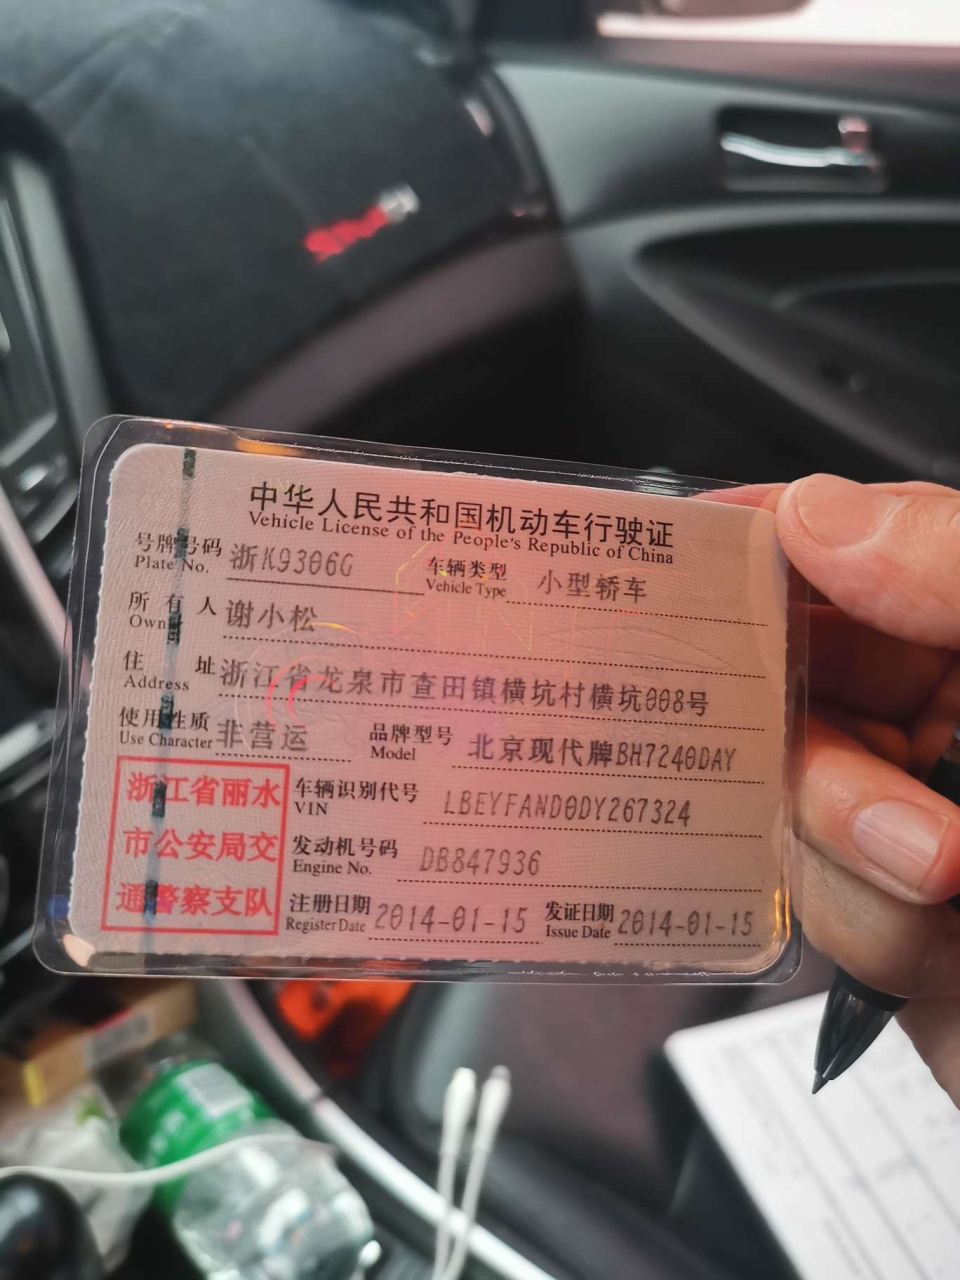 中华人民共和国机动车行驶证
Vehicle License of the People's Republic of China
号牌号码 浙K9306G 车辆类型 小型轿车
Plate No. Vehicle Type
所有人 谢小松
Owner
住址 浙江省龙泉市查田镇横坑村横坑008号
Address
使用性质 非营运 品牌型号 北京现代牌BH7240DAY
Use Character Model
浙江省丽水
市公安局交
通警察支队
车辆识别代号 LBEYFAND0DY267324
VIN
发动机号码 DB847936
Engine No.
注册日期 2014-01-15 发证日期 2014-01-15
Register Date Issue Date